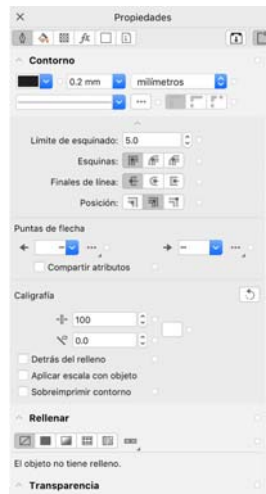 Propiedades
Contorno
0.2 mm milímetros
Límite de esquinado: 5.0
Esquinas:
Finales de línea:
Posición:
Puntas de flecha
Compartir atributos
Caligrafía
100
0.0
Detrás del relleno
Aplicar escala con objeto
Sobreimprimir contorno
Rellenar
El objeto no tiene relleno.
Transparencia